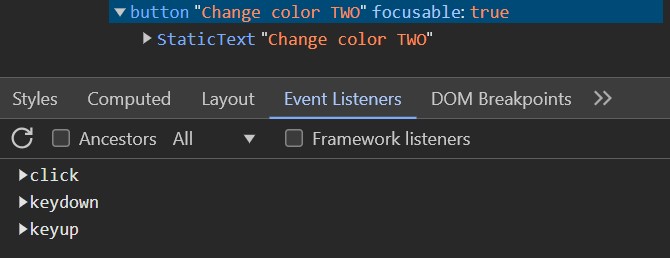 button "Change color TWO" focusable: true
StaticText "Change color TWO"
Styles Computed Layout Event Listeners DOM Breakpoints
Ancestors All Framework listeners
click
keydown
keyup